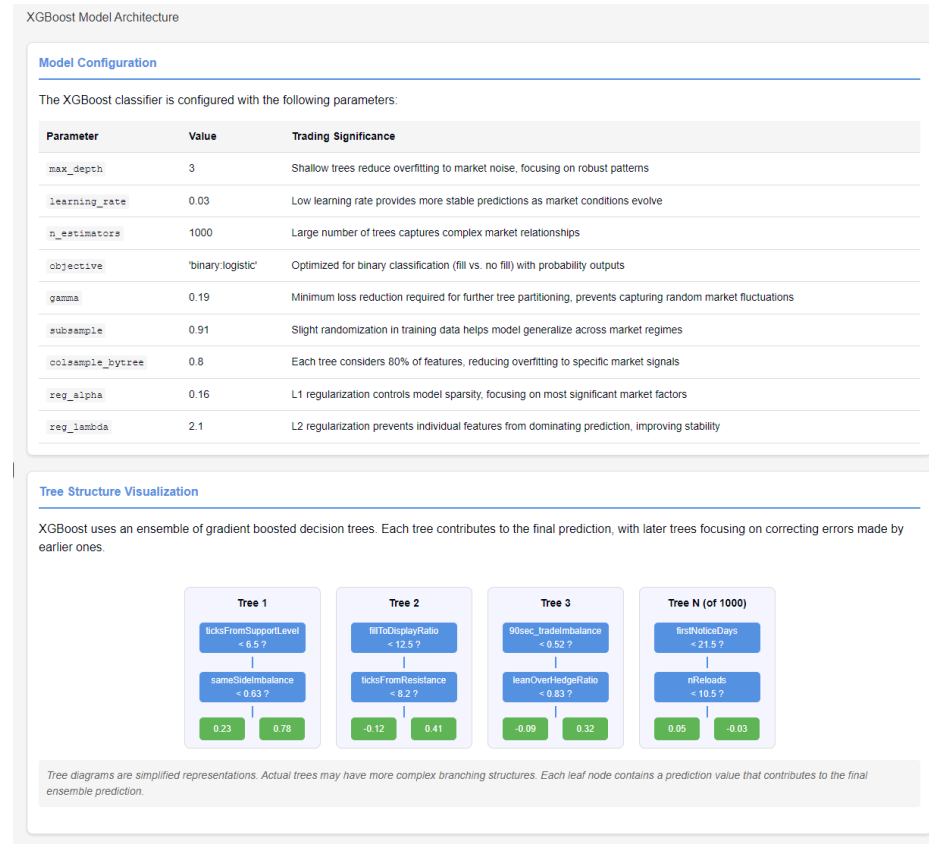 XGBoost Model Architecture
Model Configuration
The XGBoost classifier is configured with the following parameters:
Parameter Value Trading Significance
max_depth 3 Shallow trees reduce overfitting to market noise, focusing on robust patterns
learning_rate 0.03 Low learning rate provides more stable predictions as market conditions evolve
n_estimators 1000 Large number of trees captures complex market relationships
objective 'binary:logistic' Optimized for binary classification (fill vs. no fill) with probability outputs
gamma 0.19 Minimum loss reduction required for further tree partitioning, prevents capturing random market fluctuations
subsample 0.91 Slight randomization in training data helps model generalize across market regimes
colsample_bytree 0.8 Each tree considers 80% of features, reducing overfitting to specific market signals
reg_alpha 0.16 L1 regularization controls model sparsity, focusing on most significant market factors
reg_lambda 2.1 L2 regularization prevents individual features from dominating prediction, improving stability
Tree Structure Visualization
XGBoost uses an ensemble of gradient boosted decision trees. Each tree contributes to the final prediction, with later trees focusing on correcting errors made by
earlier ones.
Tree 1
ticksFromSupportLevel
< 6.5 ?
sameSideImbalance
< 0.63 ?
0.23 0.78
Tree 2
fillToDisplayRatio
< 12.5 ?
ticksFromResistance
< 8.2 ?
-0.12 0.41
Tree 3
90sec_tradeImbalance
< 0.52 ?
leanOverHedgeRatio
< 0.83 ?
-0.09 0.32
Tree N (of 1000)
firstNoticeDays
< 21.5 ?
nReloads
< 10.5 ?
0.05 -0.03
Tree diagrams are simplified representations. Actual trees may have more complex branching structures. Each leaf node contains a prediction value that contributes to the final
ensemble prediction.